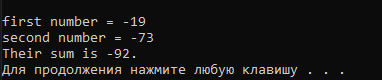 first number = -19
second number = -73
Their sum is -92.
Для продолжения нажмите любую клавишу . . .